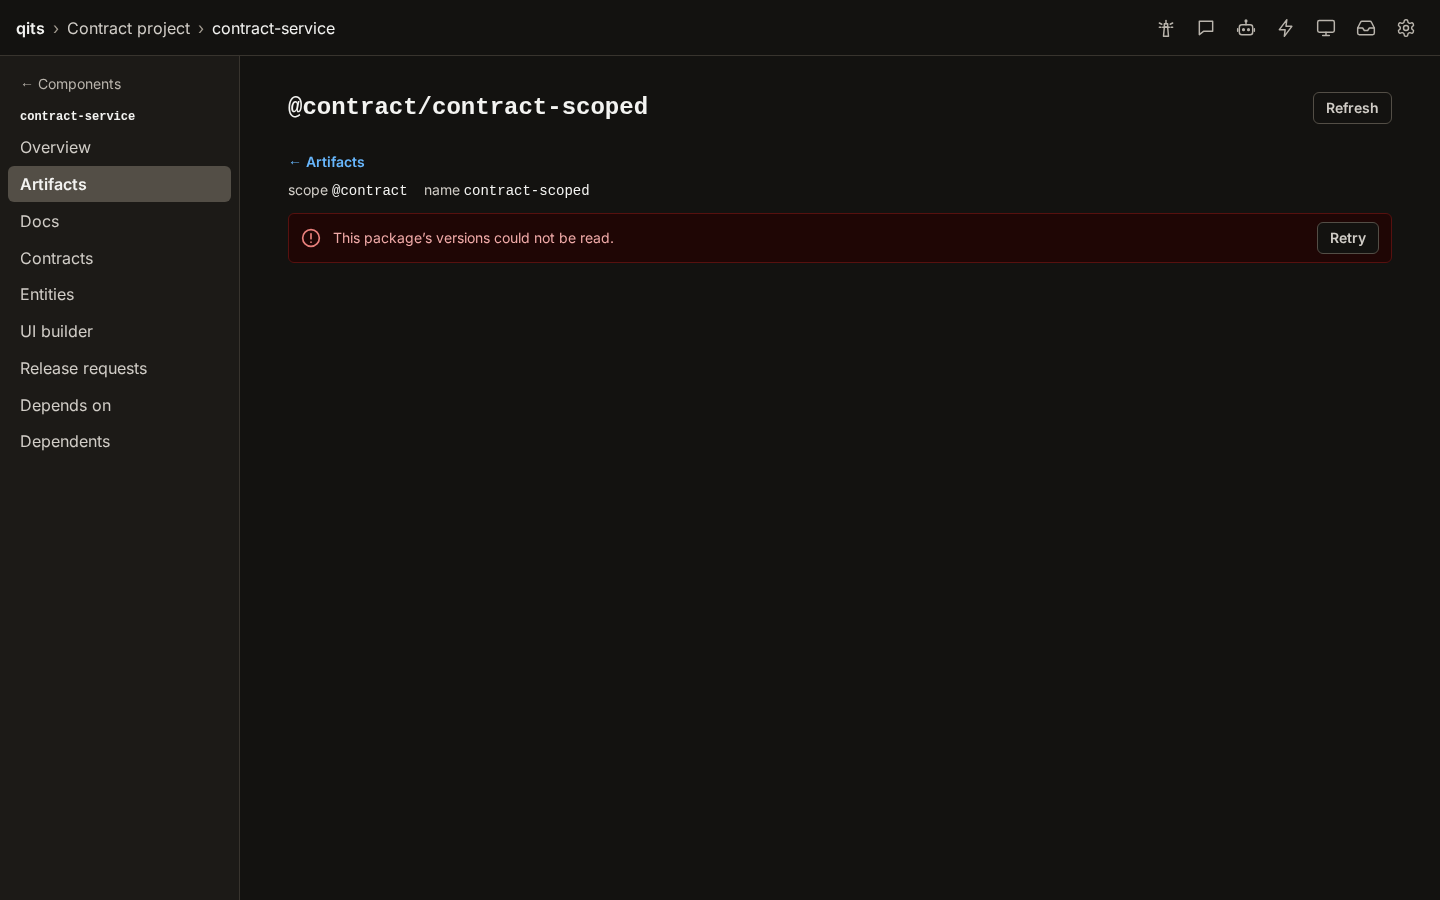 qits › Contract project › contract-service
← Components
contract-service
Overview
Artifacts
Docs
Contracts
Entities
UI builder
Release requests
Depends on
Dependents
@contract/contract-scoped
Refresh
← Artifacts
scope @contract name contract-scoped
This package’s versions could not be read.
Retry